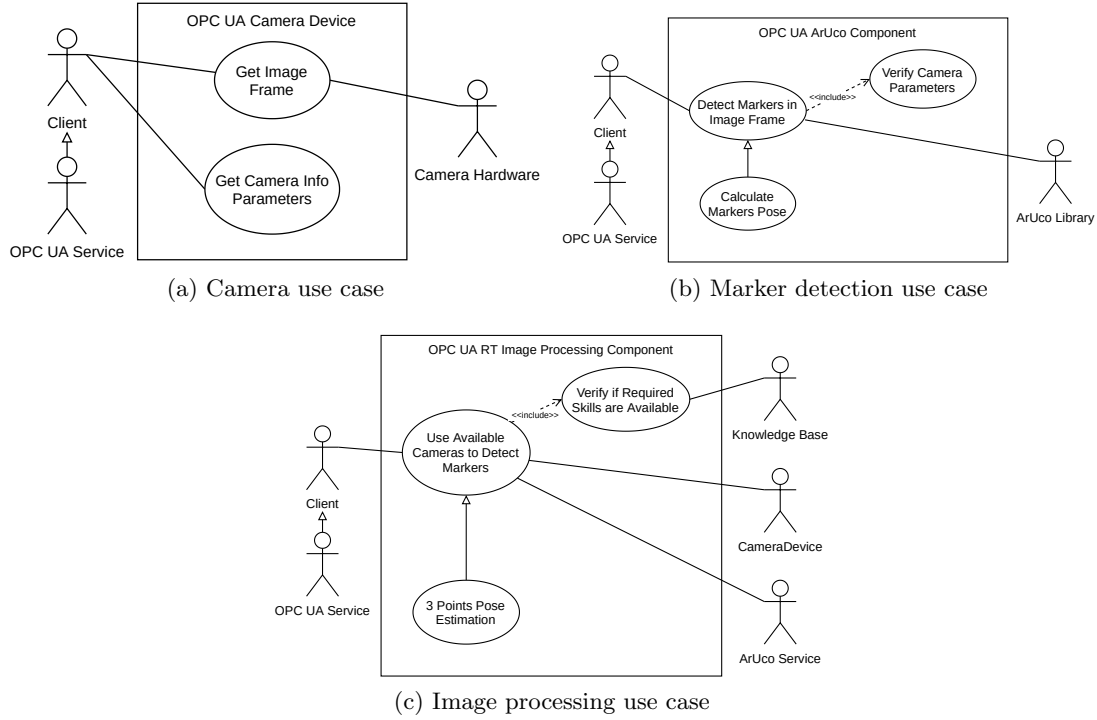 OPC UA Camera Device
Get Image
Frame
Client
Get Camera Info
Parameters
Camera Hardware
OPC UA Service
(a) Camera use case
OPC UA ArUco Component
Verify Camera
Parameters
<<include>>
Detect Markers in
Image Frame
Client
Calculate
Markers Pose
OPC UA Service
ArUco Library
(b) Marker detection use case
OPC UA RT Image Processing Component
Verify if Required
Skills are Available
<<include>>
Knowledge Base
Use Available
Cameras to Detect
Markers
Client
CameraDevice
3 Points Pose
Estimation
OPC UA Service
ArUco Service
(c) Image processing use case